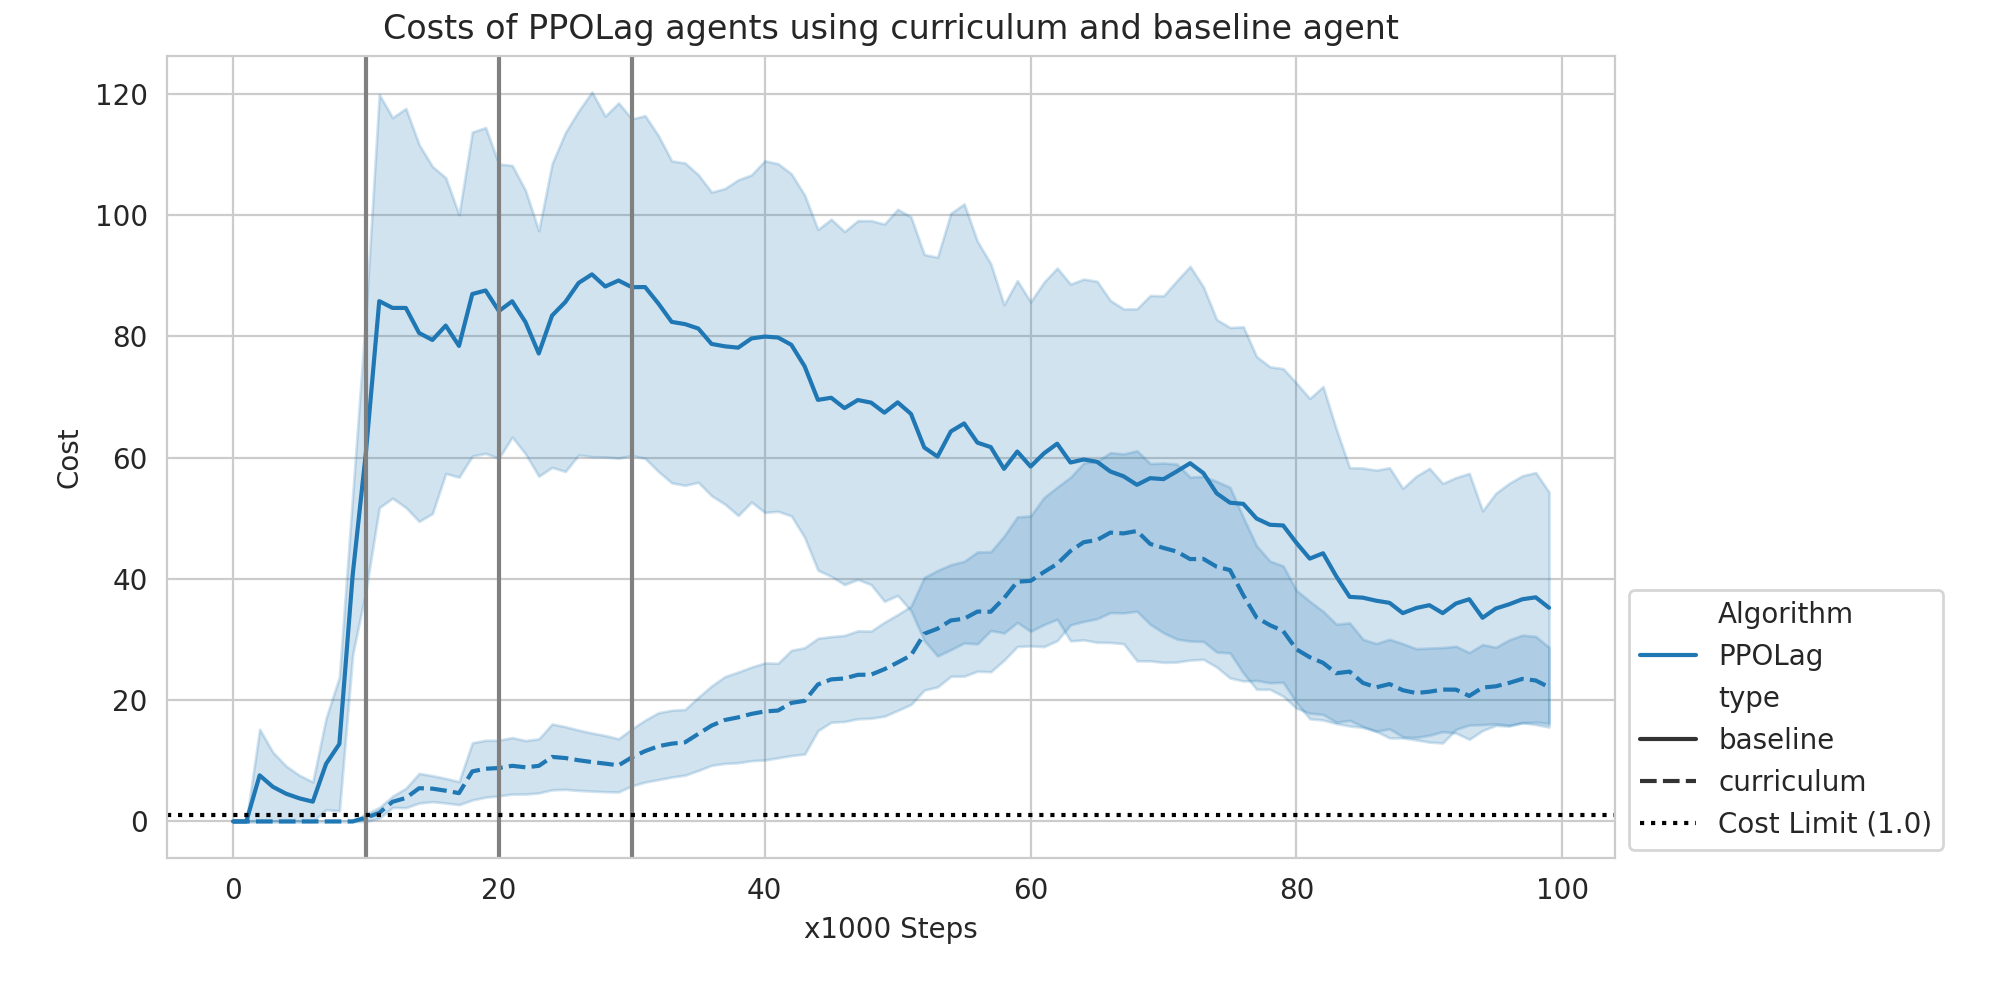 Costs of PPOLag agents using curriculum and baseline agent
120
100
80
60
40
20
0
Cost
0
20
40
60
80
100
x1000 Steps
Algorithm
PPOLag
type
baseline
curriculum
Cost Limit (1.0)